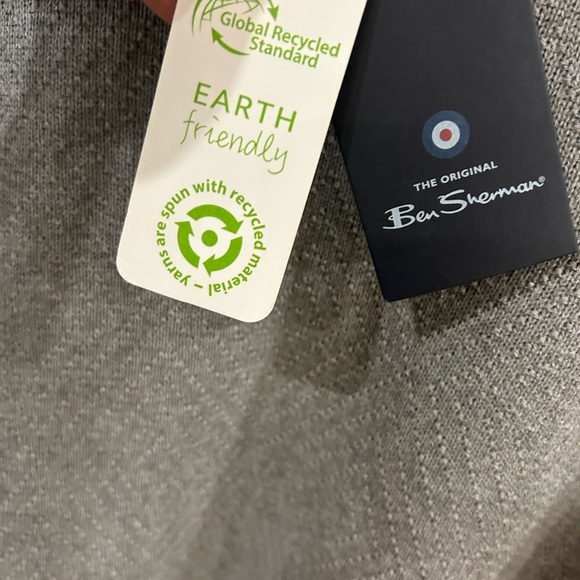 Global Recycled
Standard
EARTH
friendly
yarns are spun with recycled material –
THE ORIGINAL
Ben Sherman®